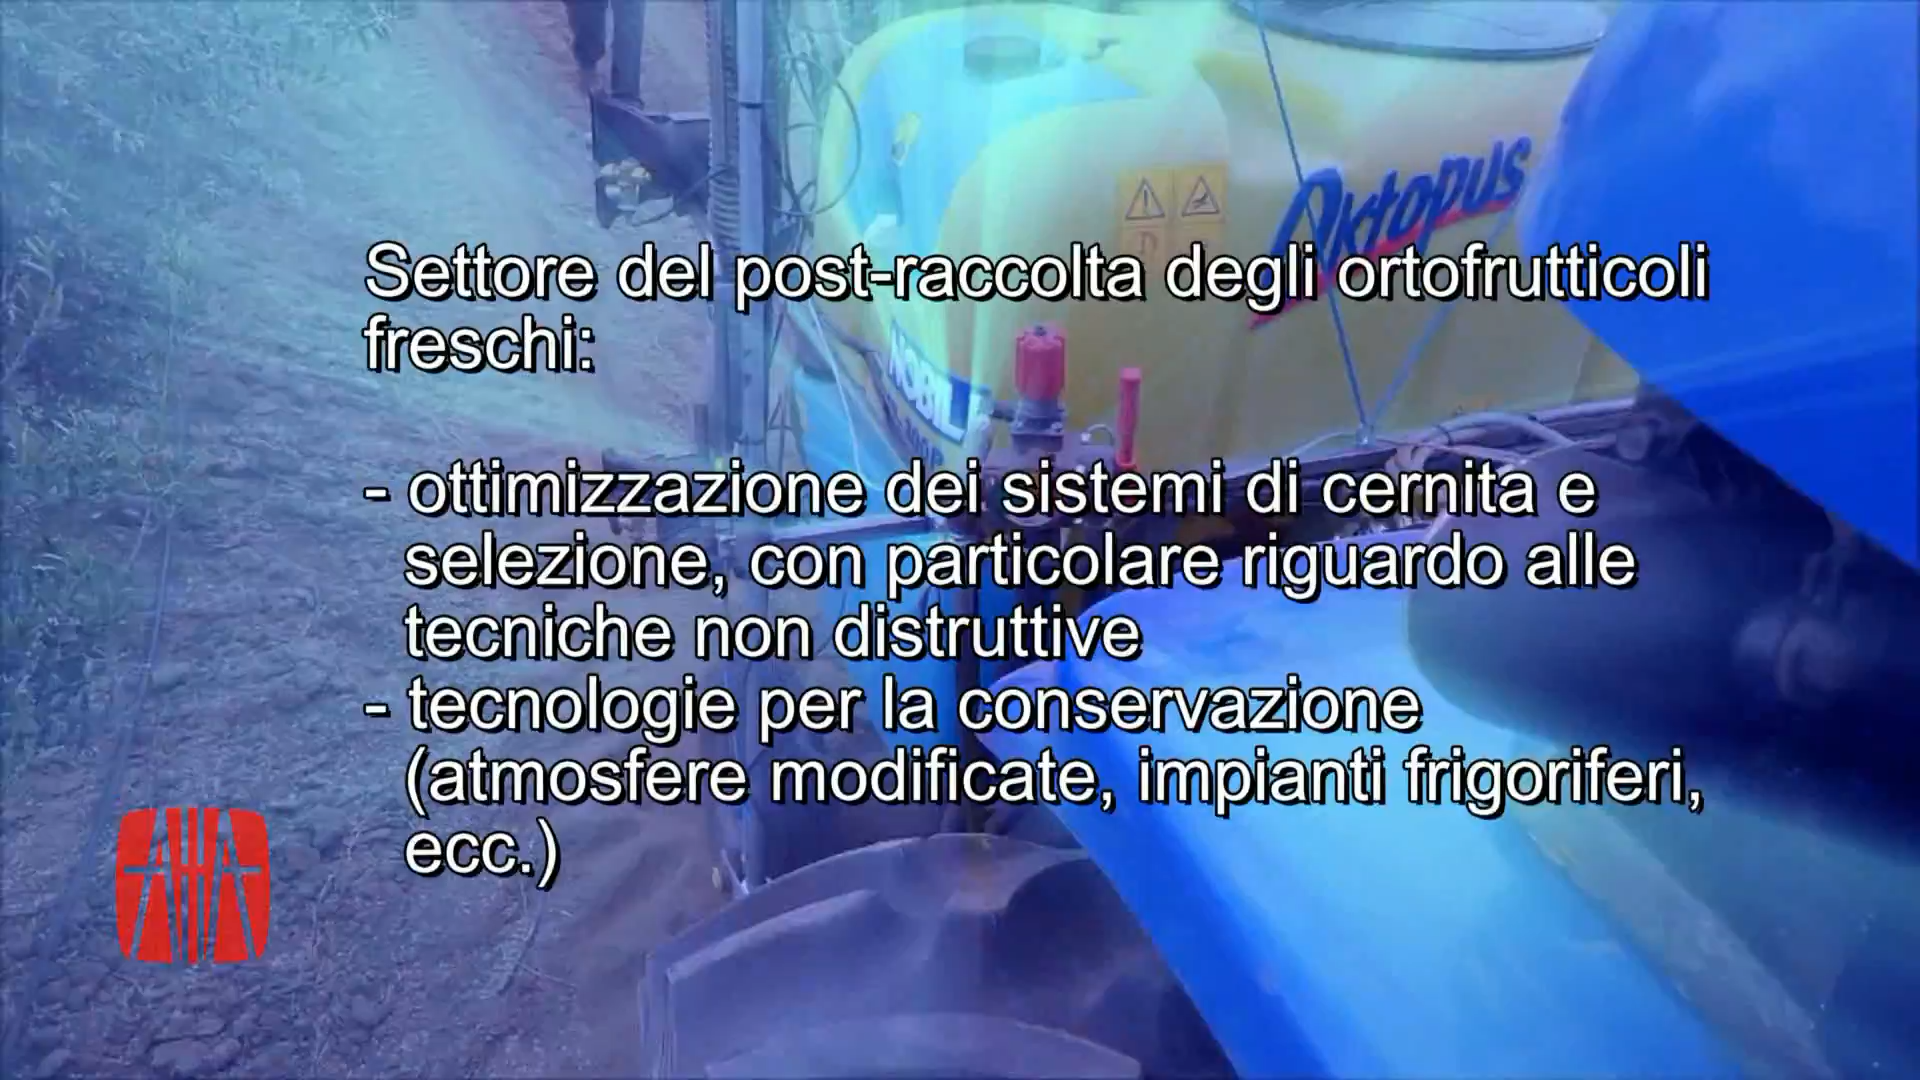 Oktopus
Settore del post-raccolta degli ortofrutticoli
freschi:
NOBILI
- ottimizzazione dei sistemi di cernita e
selezione, con particolare riguardo alle
tecniche non distruttive
- tecnologie per la conservazione
(atmosfere modificate, impianti frigoriferi,
ecc.)